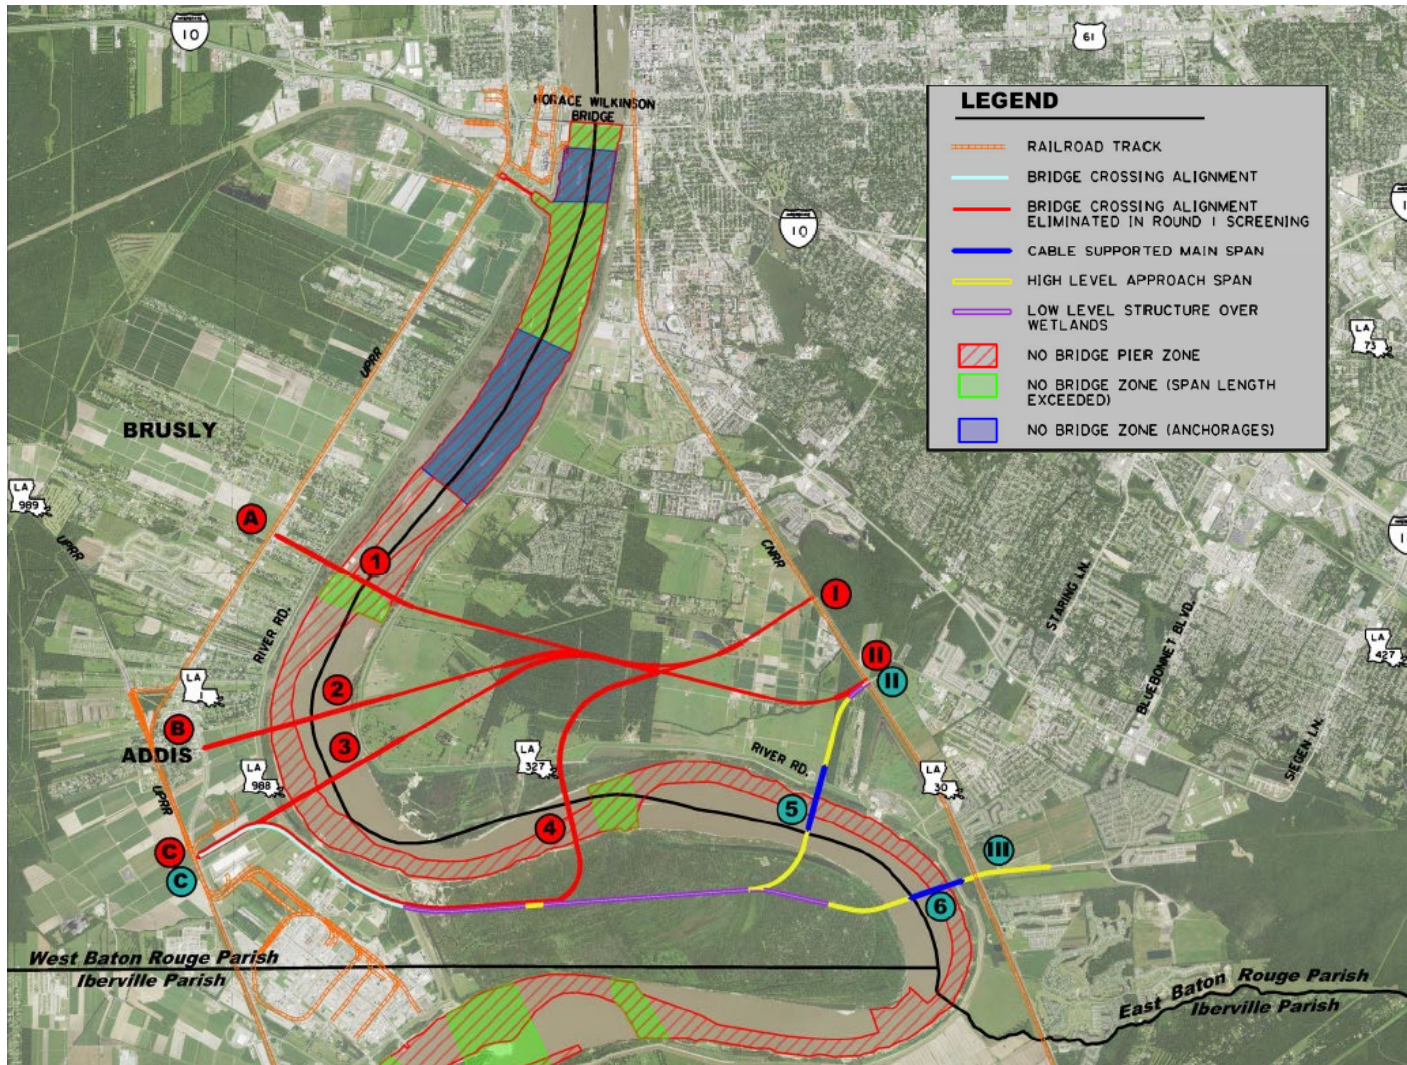 10
61
HORACE WILKINSON
BRIDGE
LEGEND
RAILROAD TRACK
BRIDGE CROSSING ALIGNMENT
BRIDGE CROSSING ALIGNMENT
ELIMINATED IN ROUND I SCREENING
CABLE SUPPORTED MAIN SPAN
HIGH LEVEL APPROACH SPAN
LOW LEVEL STRUCTURE OVER
WETLANDS
NO BRIDGE PIER ZONE
NO BRIDGE ZONE (SPAN LENGTH
EXCEEDED)
NO BRIDGE ZONE (ANCHORAGES)
10
LA
73
UPRR
BRUSLY
LA
989
UPRR
A
1
CNRR
I
STARING LN.
BLUEBONNET BLVD.
LA
427
RIVER RD.
II
II
LA
1
2
B
ADDIS
3
LA
327
RIVER RD.
SIEGEN LN.
LA
988
LA
30
UPRR
5
4
C
C
III
6
West Baton Rouge Parish
Iberville Parish
East Baton Rouge Parish
Iberville Parish